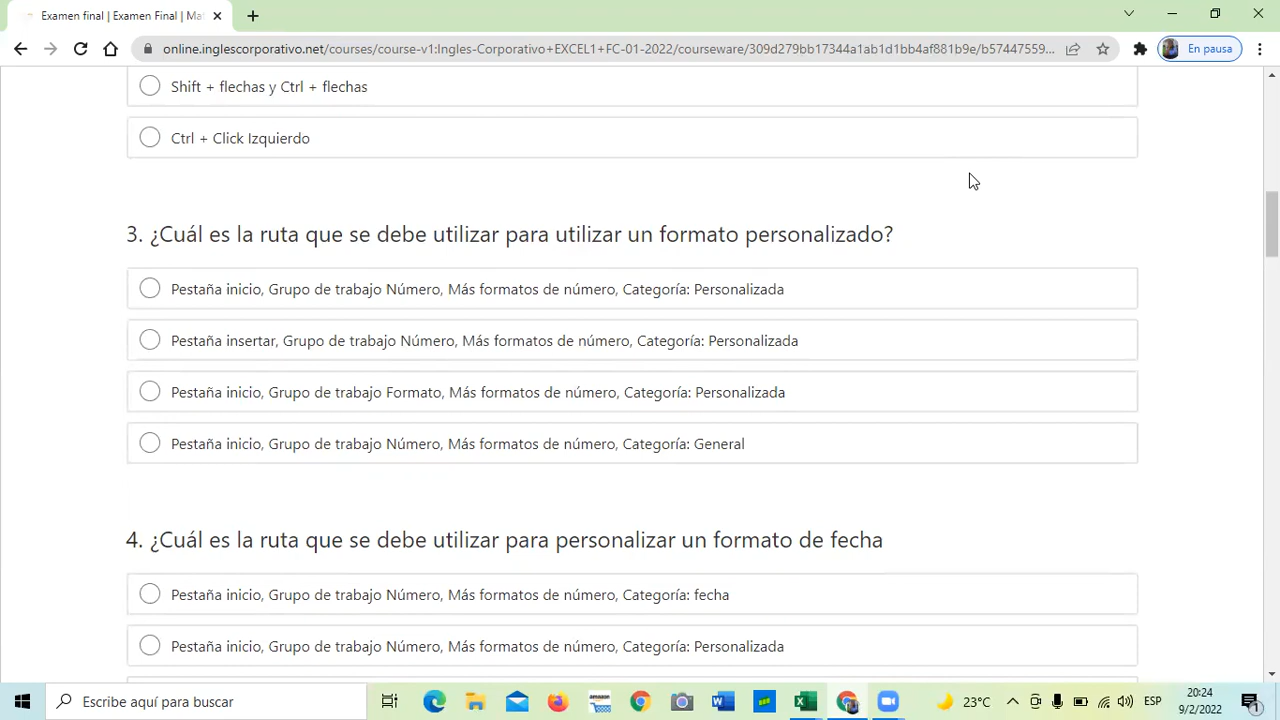 Examen final | Examen Final | Ma
online.inglescorporativo.net/courses/course-v1:Ingles-Corporativo+EXCEL1+FC-01-2022/courseware/309d279bb17344a1ab1d1bb4af881b9e/b57447559...
En pausa
Shift + flechas y Ctrl + flechas
Ctrl + Click Izquierdo
3. ¿Cuál es la ruta que se debe utilizar para utilizar un formato personalizado?
Pestaña inicio, Grupo de trabajo Número, Más formatos de número, Categoría: Personalizada
Pestaña insertar, Grupo de trabajo Número, Más formatos de número, Categoría: Personalizada
Pestaña inicio, Grupo de trabajo Formato, Más formatos de número, Categoría: Personalizada
Pestaña inicio, Grupo de trabajo Número, Más formatos de número, Categoría: General
4. ¿Cuál es la ruta que se debe utilizar para personalizar un formato de fecha
Pestaña inicio, Grupo de trabajo Número, Más formatos de número, Categoría: fecha
Pestaña inicio, Grupo de trabajo Número, Más formatos de número, Categoría: Personalizada
Escribe aquí para buscar
amazon
23°C
ESP
20:24
9/2/2022
1